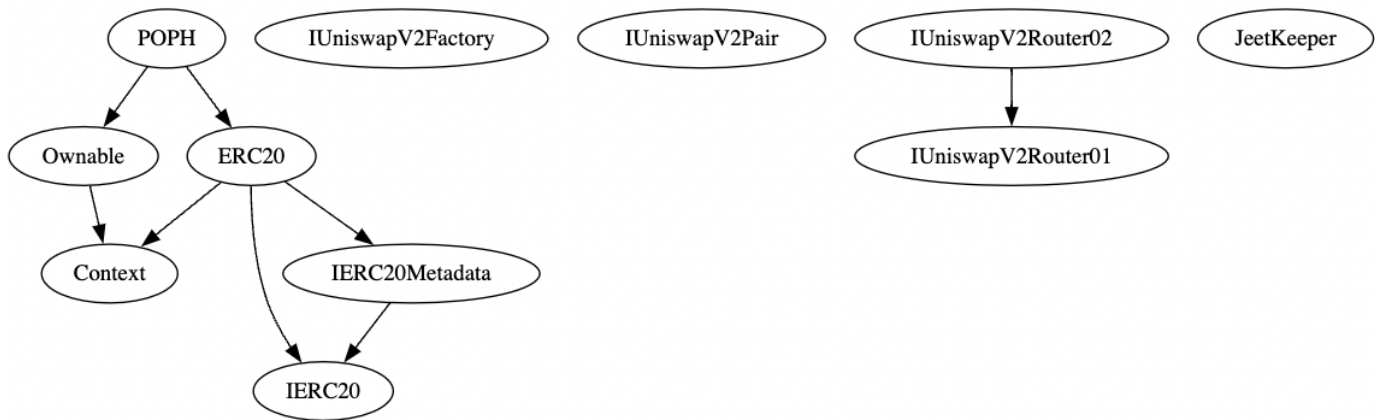 POPH
IUniswapV2Factory
IUniswapV2Pair
IUniswapV2Router02
JeetKeeper
Ownable
ERC20
IUniswapV2Router01
Context
IERC20Metadata
IERC20